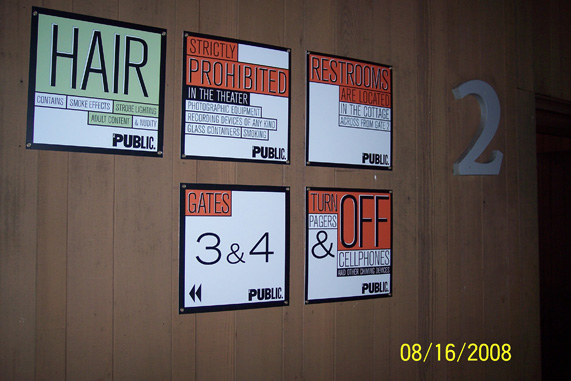 HAIR
CONTAINS SMOKE EFFECTS STROBE LIGHTING
ADULT CONTENT & NUDITY
PUBLIC.
STRICTLY
PROHIBITED
IN THE THEATER
PHOTOGRAPHIC EQUIPMENT
RECORDING DEVICES OF ANY KIND
GLASS CONTAINERS SMOKING
PUBLIC.
RESTROOMS
ARE LOCATED
IN THE COTTAGE
ACROSS FROM GATE 2
PUBLIC.
2
GATES
3 & 4
PUBLIC.
TURN
PAGERS
& OFF
CELLPHONES
AND OTHER CHIMING DEVICES
PUBLIC.
08/16/2008